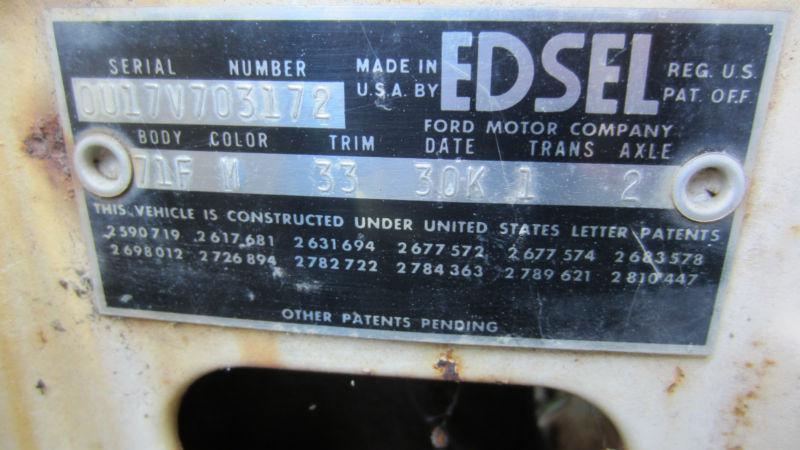 SERIAL NUMBER
MADE IN
U.S.A. BY
EDSEL
REG. U.S.
PAT. OFF.
0U17V703172
FORD MOTOR COMPANY
BODY COLOR TRIM DATE TRANS AXLE
71F M 33 30K 1 2
THIS VEHICLE IS CONSTRUCTED UNDER UNITED STATES LETTER PATENTS
2590719 2617681 2631694 2677572 2677574 2683578
2698012 2726894 2782722 2784363 2789621 2810447
OTHER PATENTS PENDING